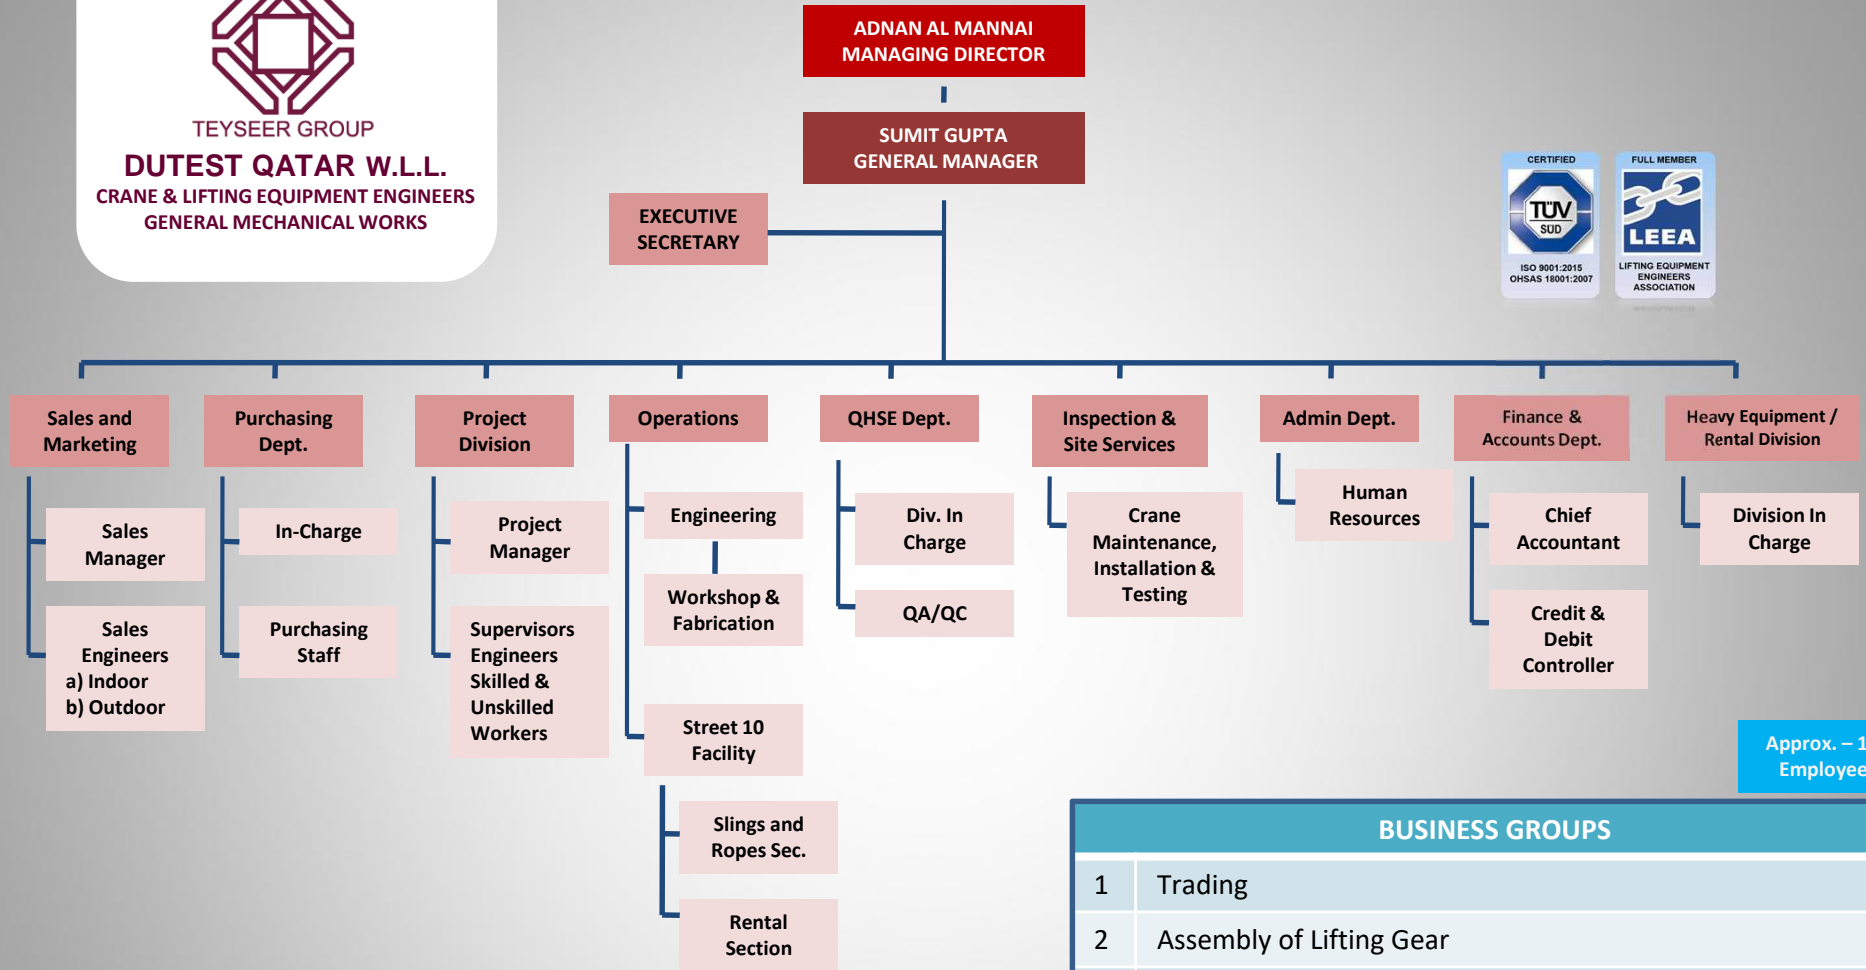 TEYSEER GROUP
DUTEST QATAR W.L.L.
CRANE & LIFTING EQUIPMENT ENGINEERS
GENERAL MECHANICAL WORKS
ADNAN AL MANNAI
MANAGING DIRECTOR
SUMIT GUPTA
GENERAL MANAGER
EXECUTIVE
SECRETARY
CERTIFIED
TÜV
SÜD
ISO 9001:2015
OHSAS 18001:2007
FULL MEMBER
LEEA
LIFTING EQUIPMENT
ENGINEERS
ASSOCIATION
Sales and
Marketing
Sales
Manager
Sales
Engineers
a) Indoor
b) Outdoor
Purchasing
Dept.
In-Charge
Purchasing
Staff
Project
Division
Project
Manager
Supervisors
Engineers
Skilled &
Unskilled
Workers
Operations
Engineering
Workshop &
Fabrication
Street 10
Facility
Slings and
Ropes Sec.
Rental
Section
QHSE Dept.
Div. In
Charge
QA/QC
Inspection &
Site Services
Crane
Maintenance,
Installation &
Testing
Admin Dept.
Human
Resources
Finance &
Accounts Dept.
Chief
Accountant
Credit &
Debit
Controller
Heavy Equipment /
Rental Division
Division In
Charge
Approx. – 1
Employee
BUSINESS GROUPS
1 Trading
2 Assembly of Lifting Gear